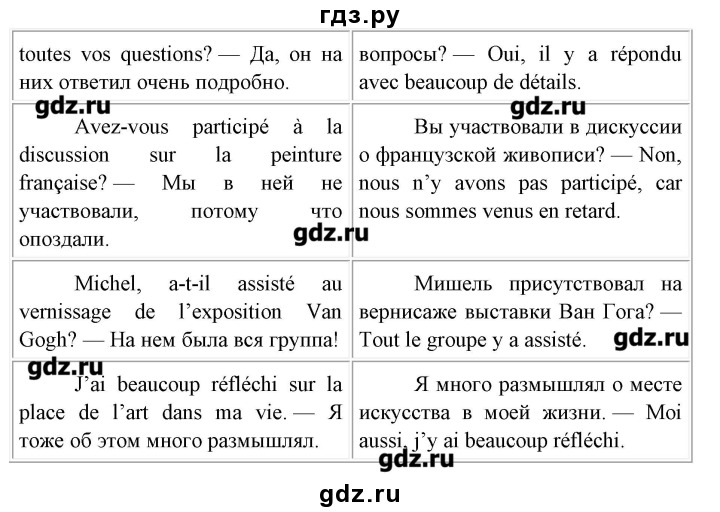 гдз.ру
toutes vos questions? — Да, он на
них ответил очень подробно.
вопросы? — Oui, il y a répondu
avec beaucoup de détails.
gdz.ru
gdz.ru
Avez-vous participé à la
discussion sur la peinture
française? — Мы в ней не
участвовали, потому что
опоздали.
Вы участвовали в дискуссии
о французской живописи? — Non,
nous n’y avons pas participé, car
nous sommes venus en retard.
gdz.ru
Michel, a-t-il assisté au
vernissage de l’exposition Van
Gogh? — На нем была вся группа!
Мишель присутствовал на
вернисаже выставки Ван Гога? —
Tout le groupe y a assisté.
gdz.ru
gdz.ru
J’ai beaucoup réfléchi sur la
place de l’art dans ma vie. — Я
тоже об этом много размышлял.
Я много размышлял о месте
искусства в моей жизни. — Moi
aussi, j’y ai beaucoup réfléchi.
gdz.ru
gdz.ru